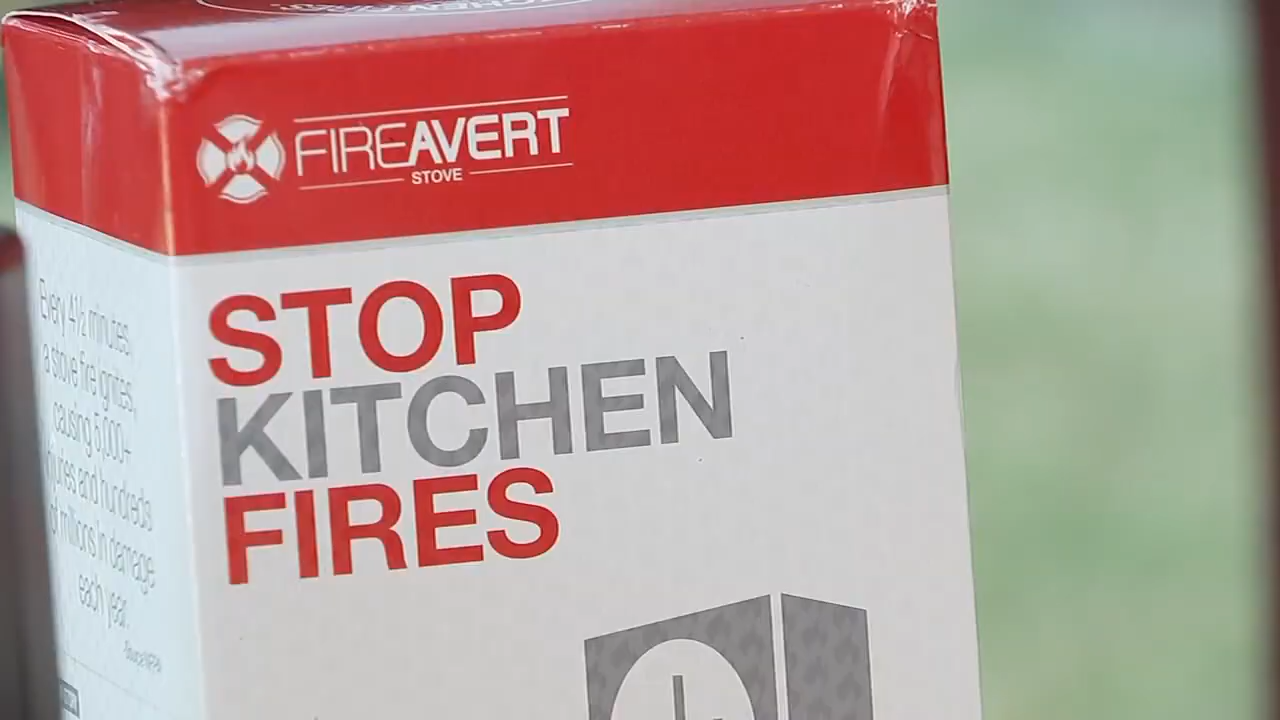 FIREAVERT
STOVE
STOP
KITCHEN
FIRES
Every 4½ minutes,
a stove fire ignites,
causing 5,000+
injuries and hundreds
of millions in damage
each year.